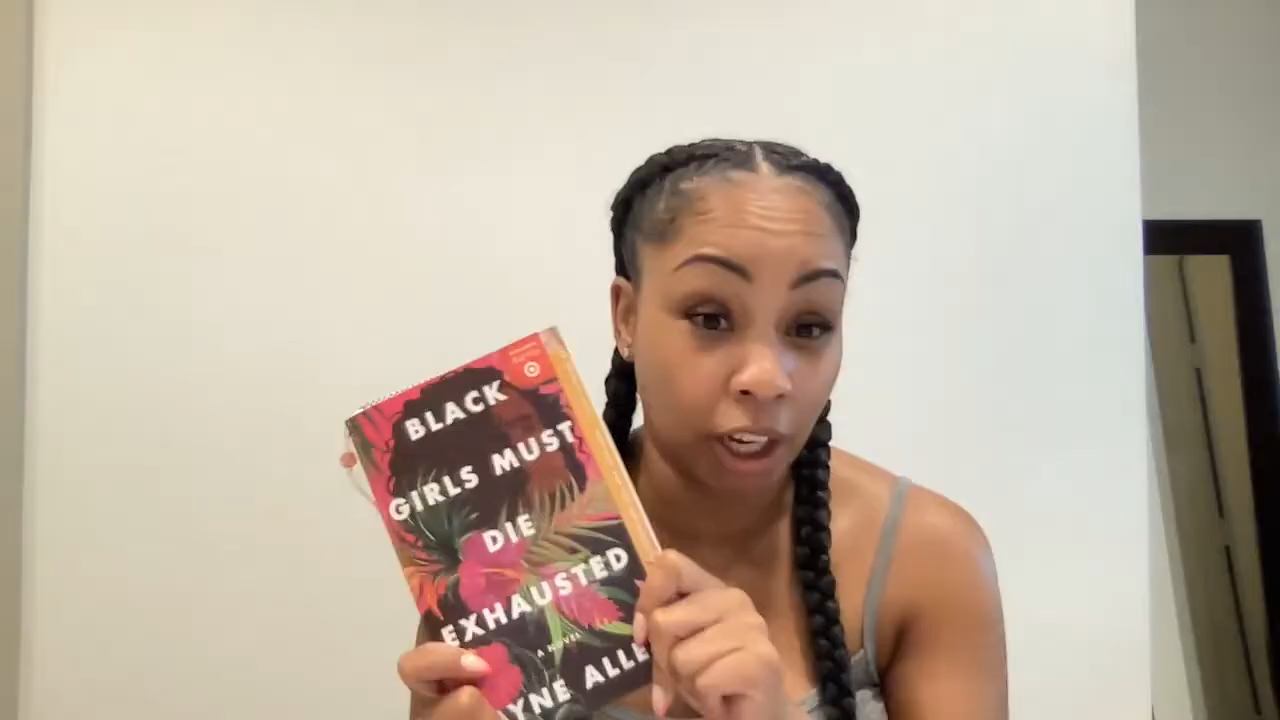 BLACK
GIRLS MUST
DIE
EXHAUSTED
A NOVEL
YNE ALLE